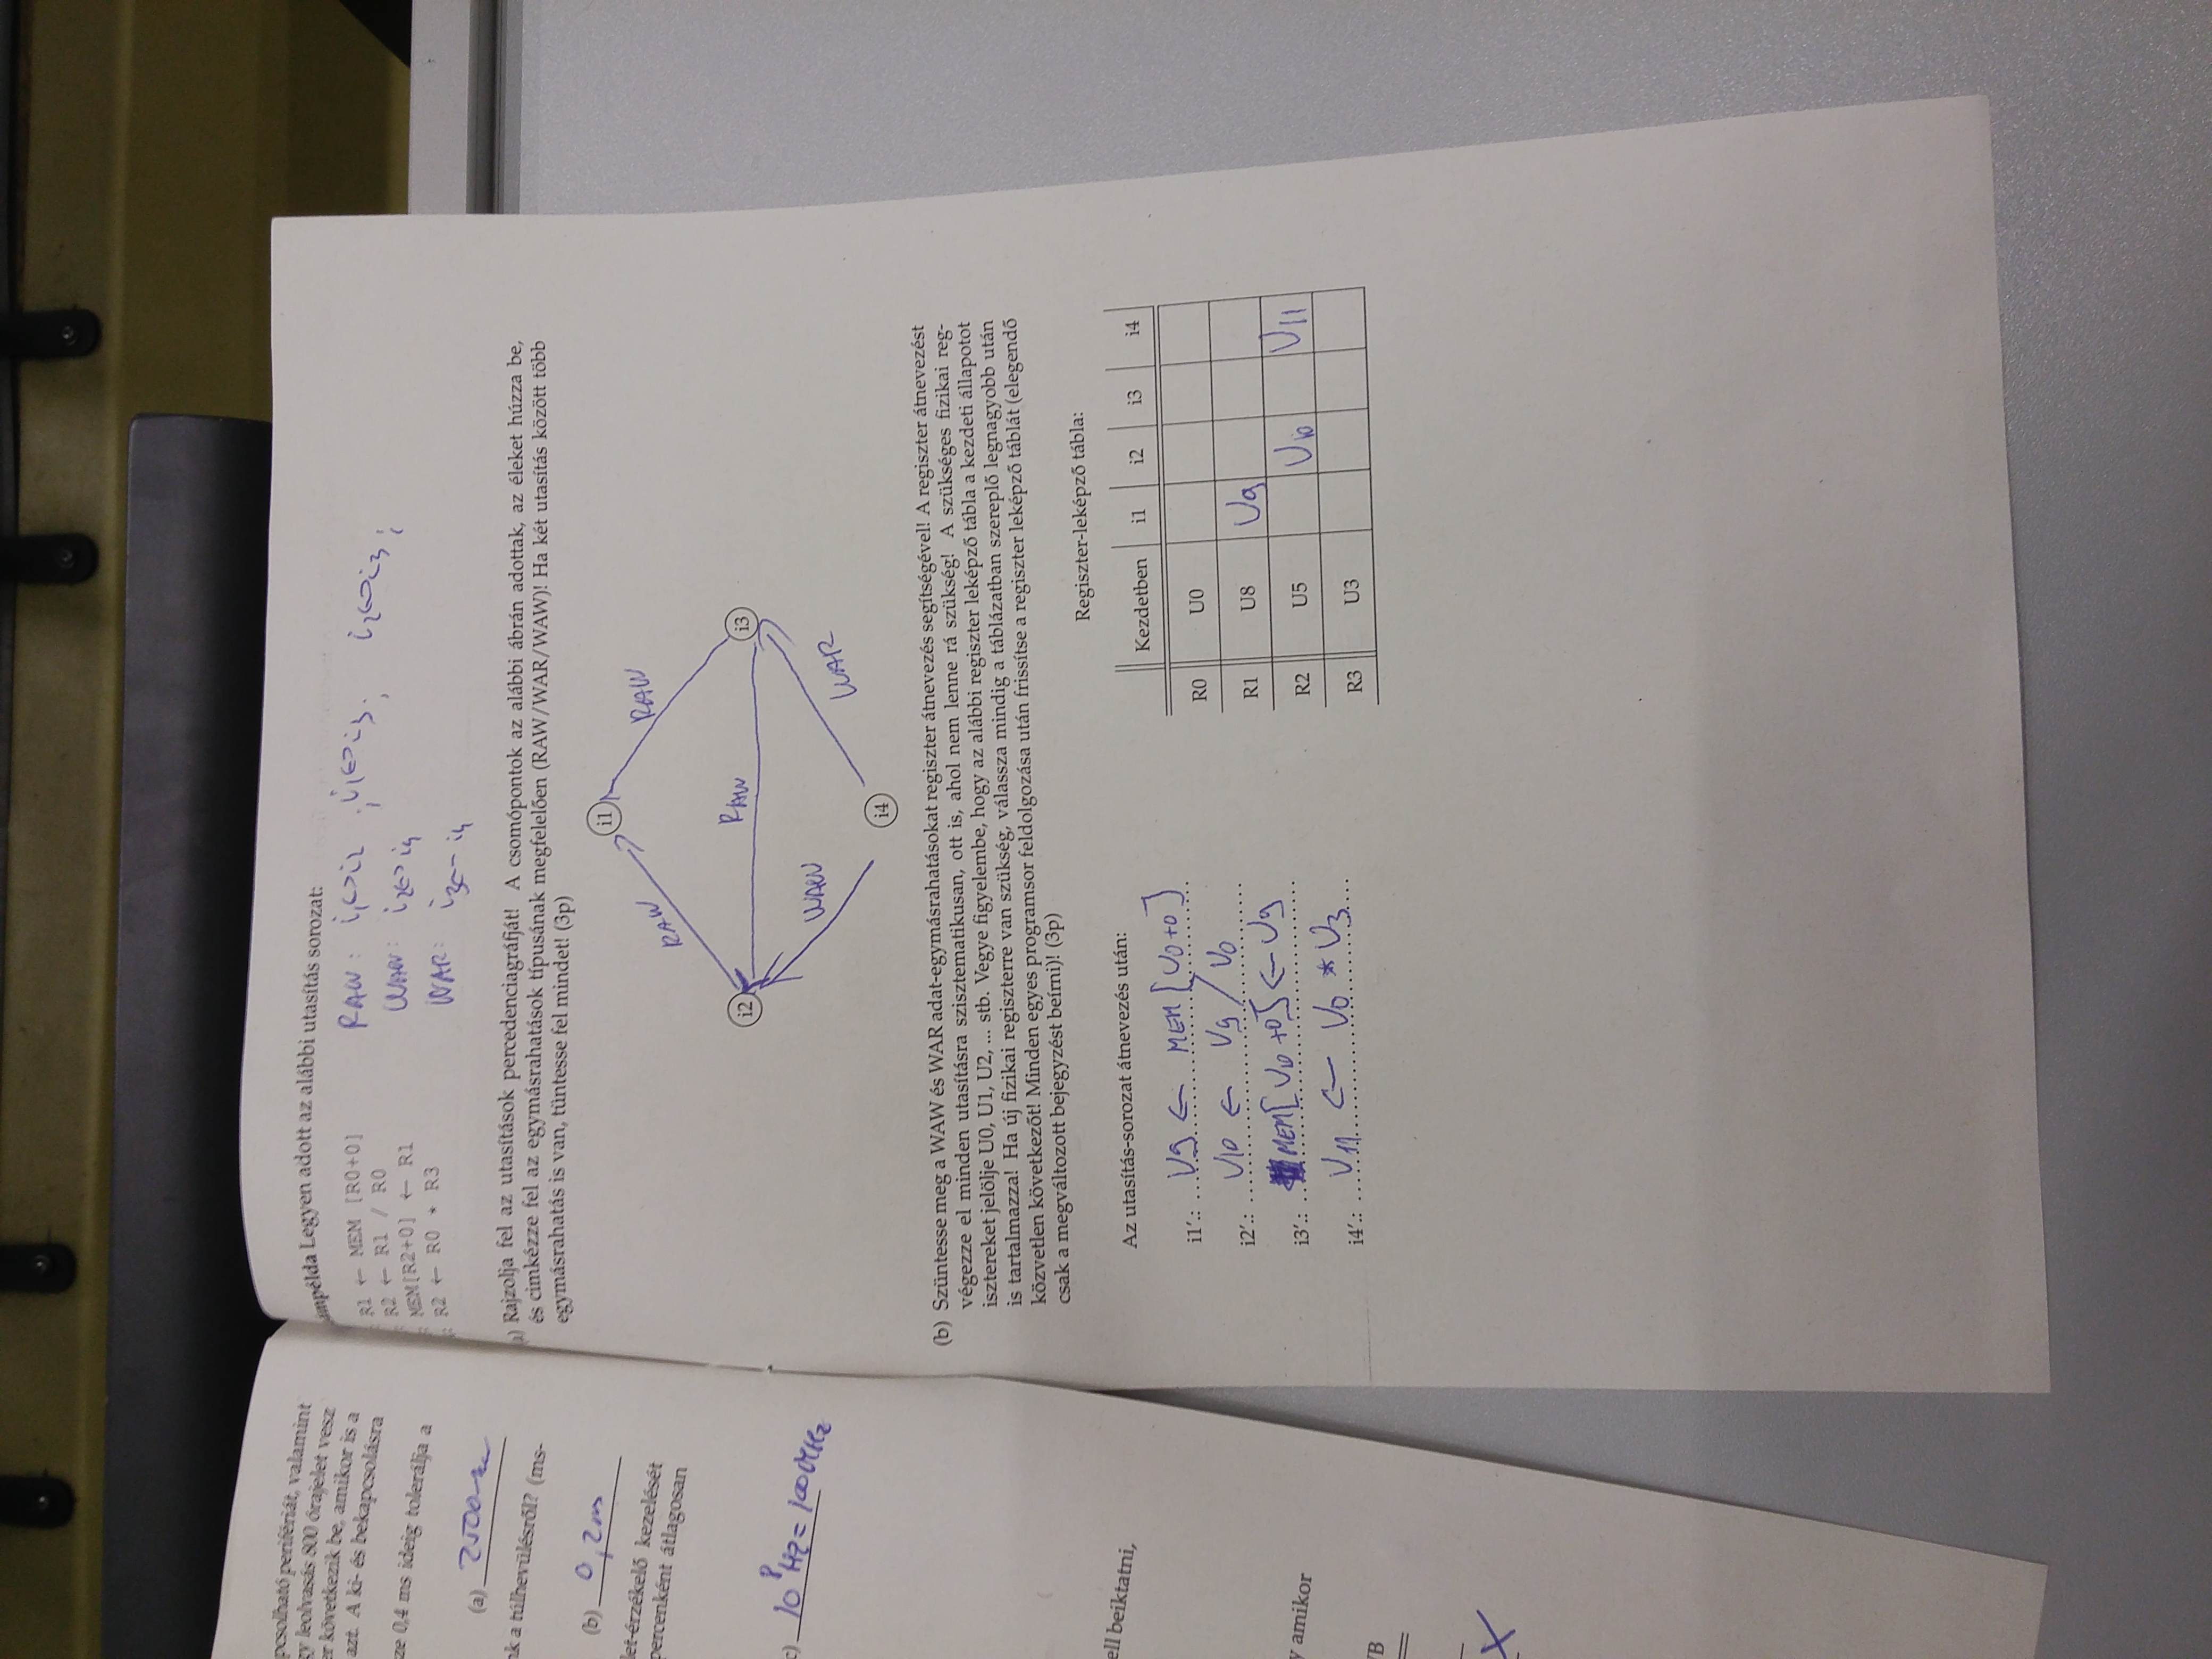 pcsolható perifériát, valamint
gy leolvasás 800 órajelet vesz
er következik be, amikor is a
azt. A ki- és bekapcsolásra
ze 0,4 ms ideig tolerálja a
(a)
nk a túlhevülésről? (ms-
(b) 0,2ms
let-érzékelő kezelését
percenként átlagosan
c) 10^8 Hz = 100 MHz
ell beiktatni,
y amikor
VB
X
ámpélda Legyen adott az alábbi utasítás sorozat:
R1 ← MEM [R0+0]
R2 ← R1 / R0
MEM[R2+0] ← R1
R2 ← R0 * R3
RAW: i1<->i2 ; i1<->i3 ; i2<->i3 ;
WAW: i2<->i4
WAR: i3<-i4
a) Rajzolja fel az utasítások percedenciagráfját! A csomópontok az alábbi ábrán adottak, az éleket húzza be,
és címkézze fel az egymásrahatások típusának megfelelően (RAW/WAR/WAW)! Ha két utasítás között több
egymásrahatás is van, tüntesse fel mindet! (3p)
i1
RAW RAW
i2 RAW i3
WAW WAR
i4
(b) Szüntesse meg a WAW és WAR adat-egymásrahatásokat regiszter átnevezés segítségével! A regiszter átnevezést
végezze el minden utasításra szisztematikusan, ott is, ahol nem lenne rá szükség! A szükséges fizikai reg-
isztereket jelölje U0, U1, U2, ... stb. Vegye figyelembe, hogy az alábbi regiszter leképző tábla a kezdeti állapotot
is tartalmazza! Ha új fizikai regiszterre van szükség, válassza mindig a táblázatban szereplő legnagyobb után
közvetlen következőt! Minden egyes programsor feldolgozása után frissítse a regiszter leképző táblát (elegendő
csak a megváltozott bejegyzést beírni)! (3p)
Az utasítás-sorozat átnevezés után:
i1′.: U9 ← MEM [U0+0]
i2′.: U10 ← U9 / U0
i3′.: MEM[U10+0] ← U9
i4′.: U11 ← U0 * U3
Regiszter-leképző tábla:
Kezdetben i1 i2 i3 i4
R0 U0
R1 U8 U9
R2 U5 U10 U11
R3 U3